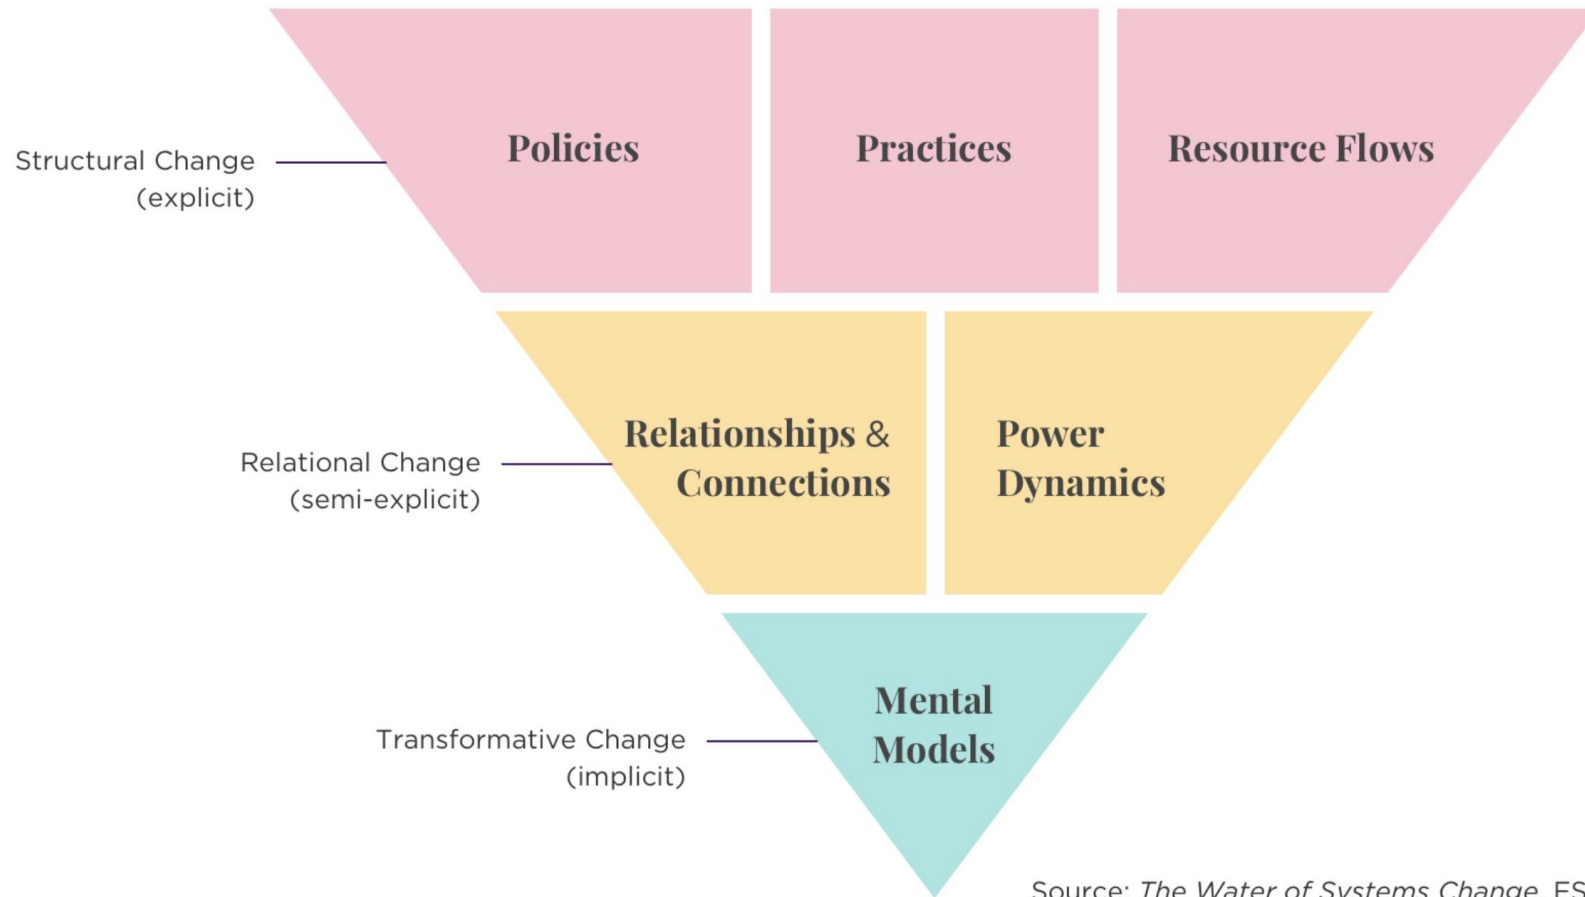 Policies
Practices
Resource Flows
Structural Change
(explicit)
Relationships &
Connections
Power
Dynamics
Relational Change
(semi-explicit)
Mental
Models
Transformative Change
(implicit)
Source: The Water of Systems Change,